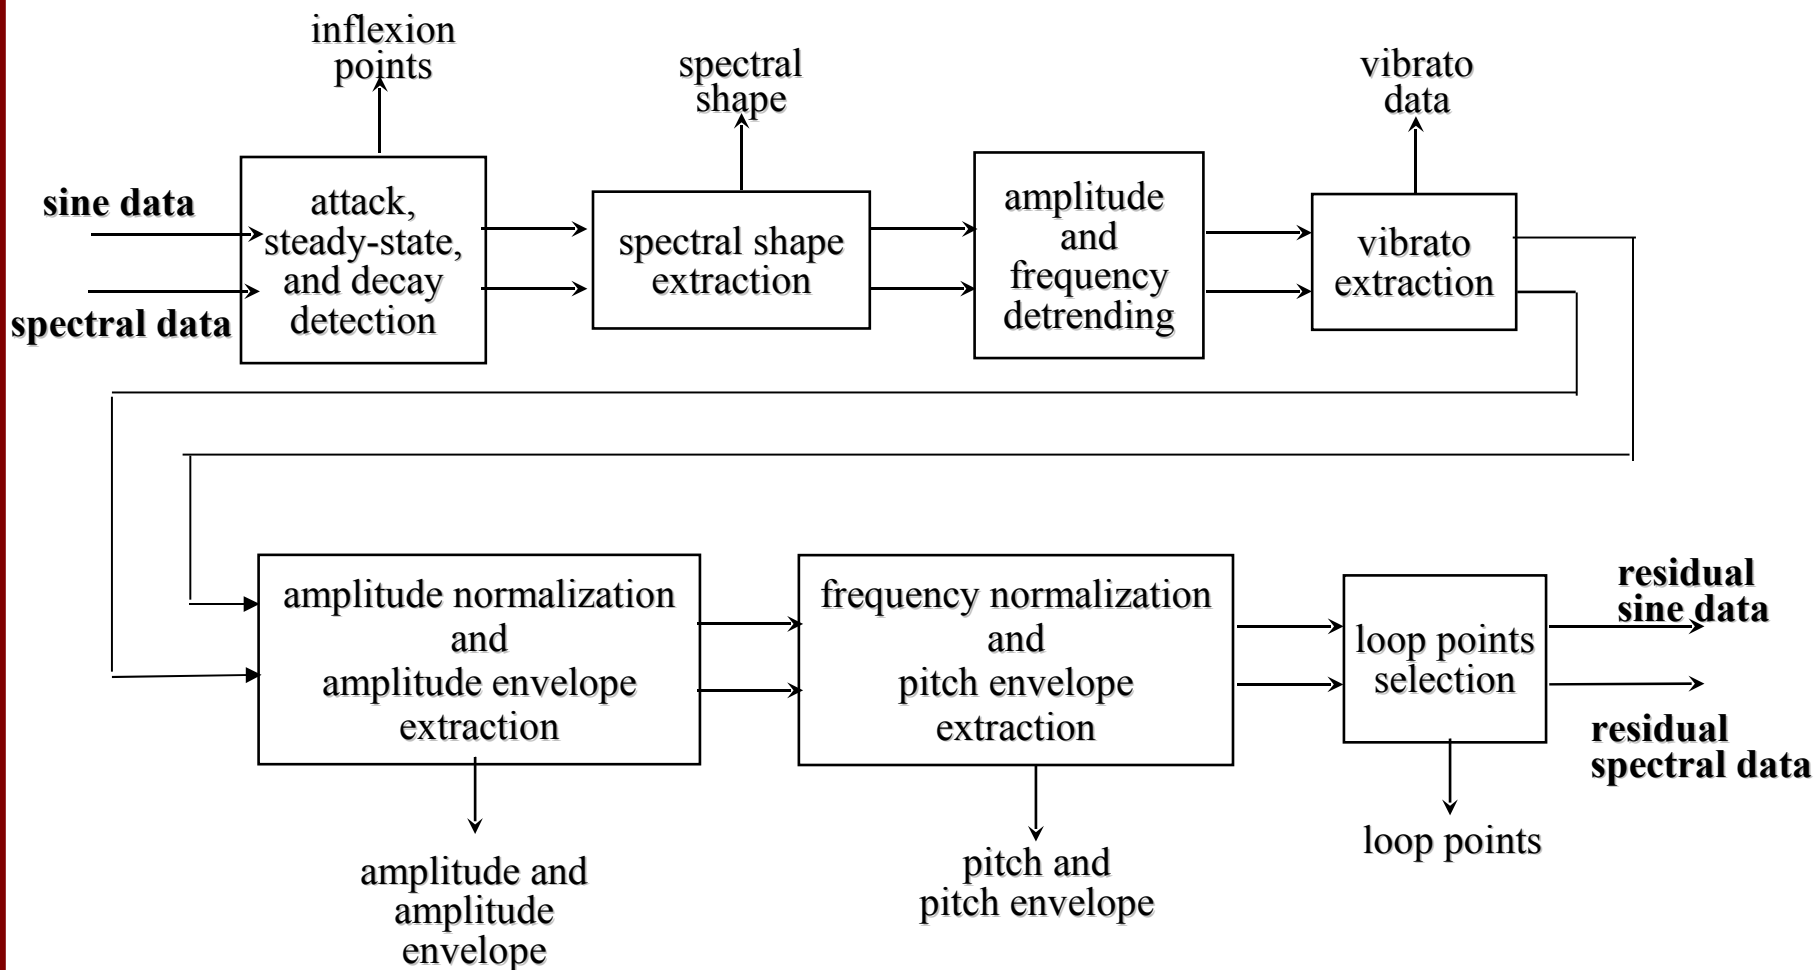 inflexion
points
spectral
shape
vibrato
data
sine data
spectral data
attack,
steady-state,
and decay
detection
spectral shape
extraction
amplitude
and
frequency
detrending
vibrato
extraction
amplitude normalization
and
amplitude envelope
extraction
frequency normalization
and
pitch envelope
extraction
loop points
selection
residual
sine data
residual
spectral data
amplitude and
amplitude
envelope
pitch and
pitch envelope
loop points